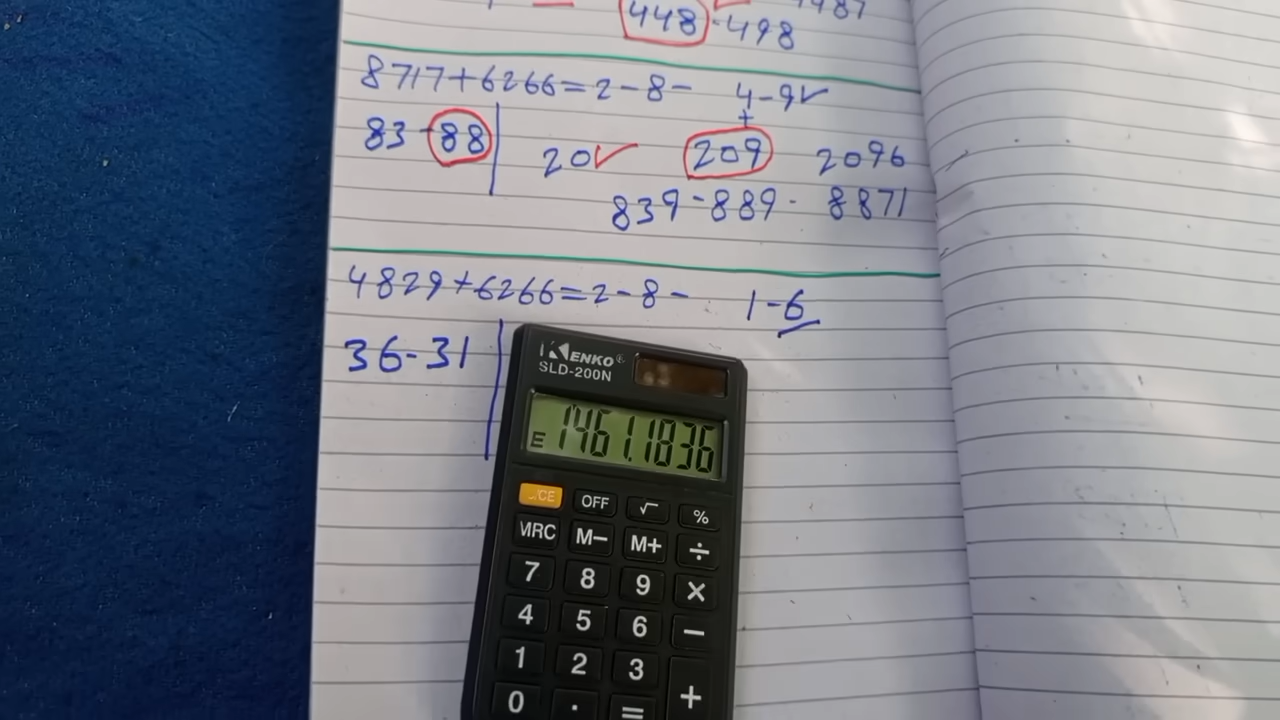 448-498
8717+6266=2-8- 4-9✓
+
83-88 20✓ 209 2096
839-889- 8871
4829+6266=2-8- 1-6
36-31
KENKO®
SLD-200N
E 1461.1836
CE OFF √ %
MRC M− M+ ÷
7 8 9 ×
4 5 6 −
1 2 3 +
0 . =